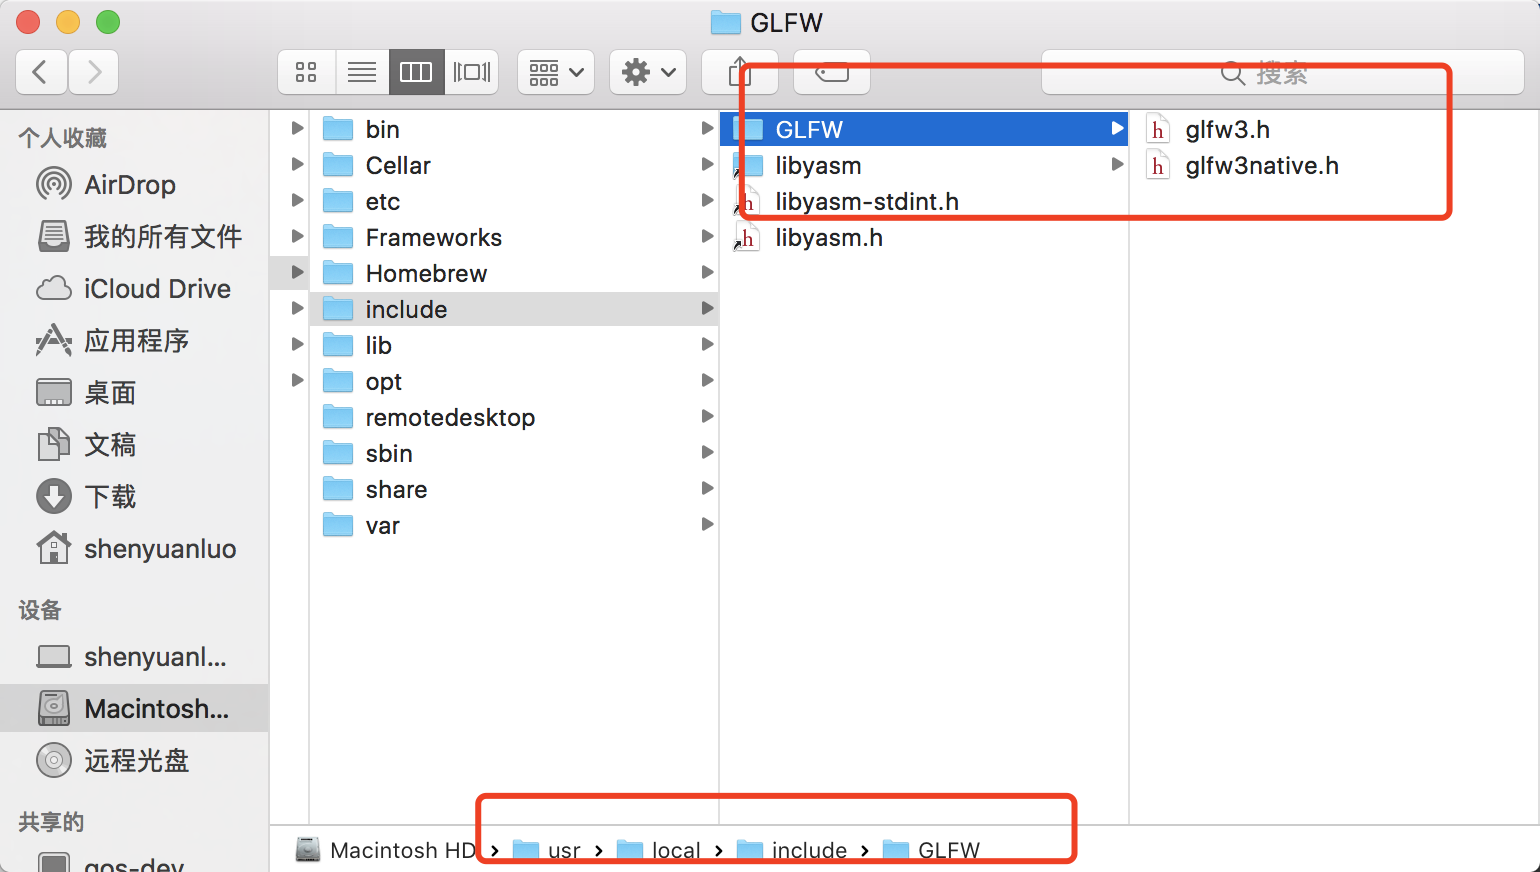 GLFW
搜索
个人收藏
AirDrop
我的所有文件
iCloud Drive
应用程序
桌面
文稿
下载
shenyuanluo
设备
shenyuanl...
Macintosh...
远程光盘
共享的
qos-dev
bin
Cellar
etc
Frameworks
Homebrew
include
lib
opt
remotedesktop
sbin
share
var
GLFW
libyasm
libyasm-stdint.h
libyasm.h
glfw3.h
glfw3native.h
Macintosh HD › usr › local › include › GLFW